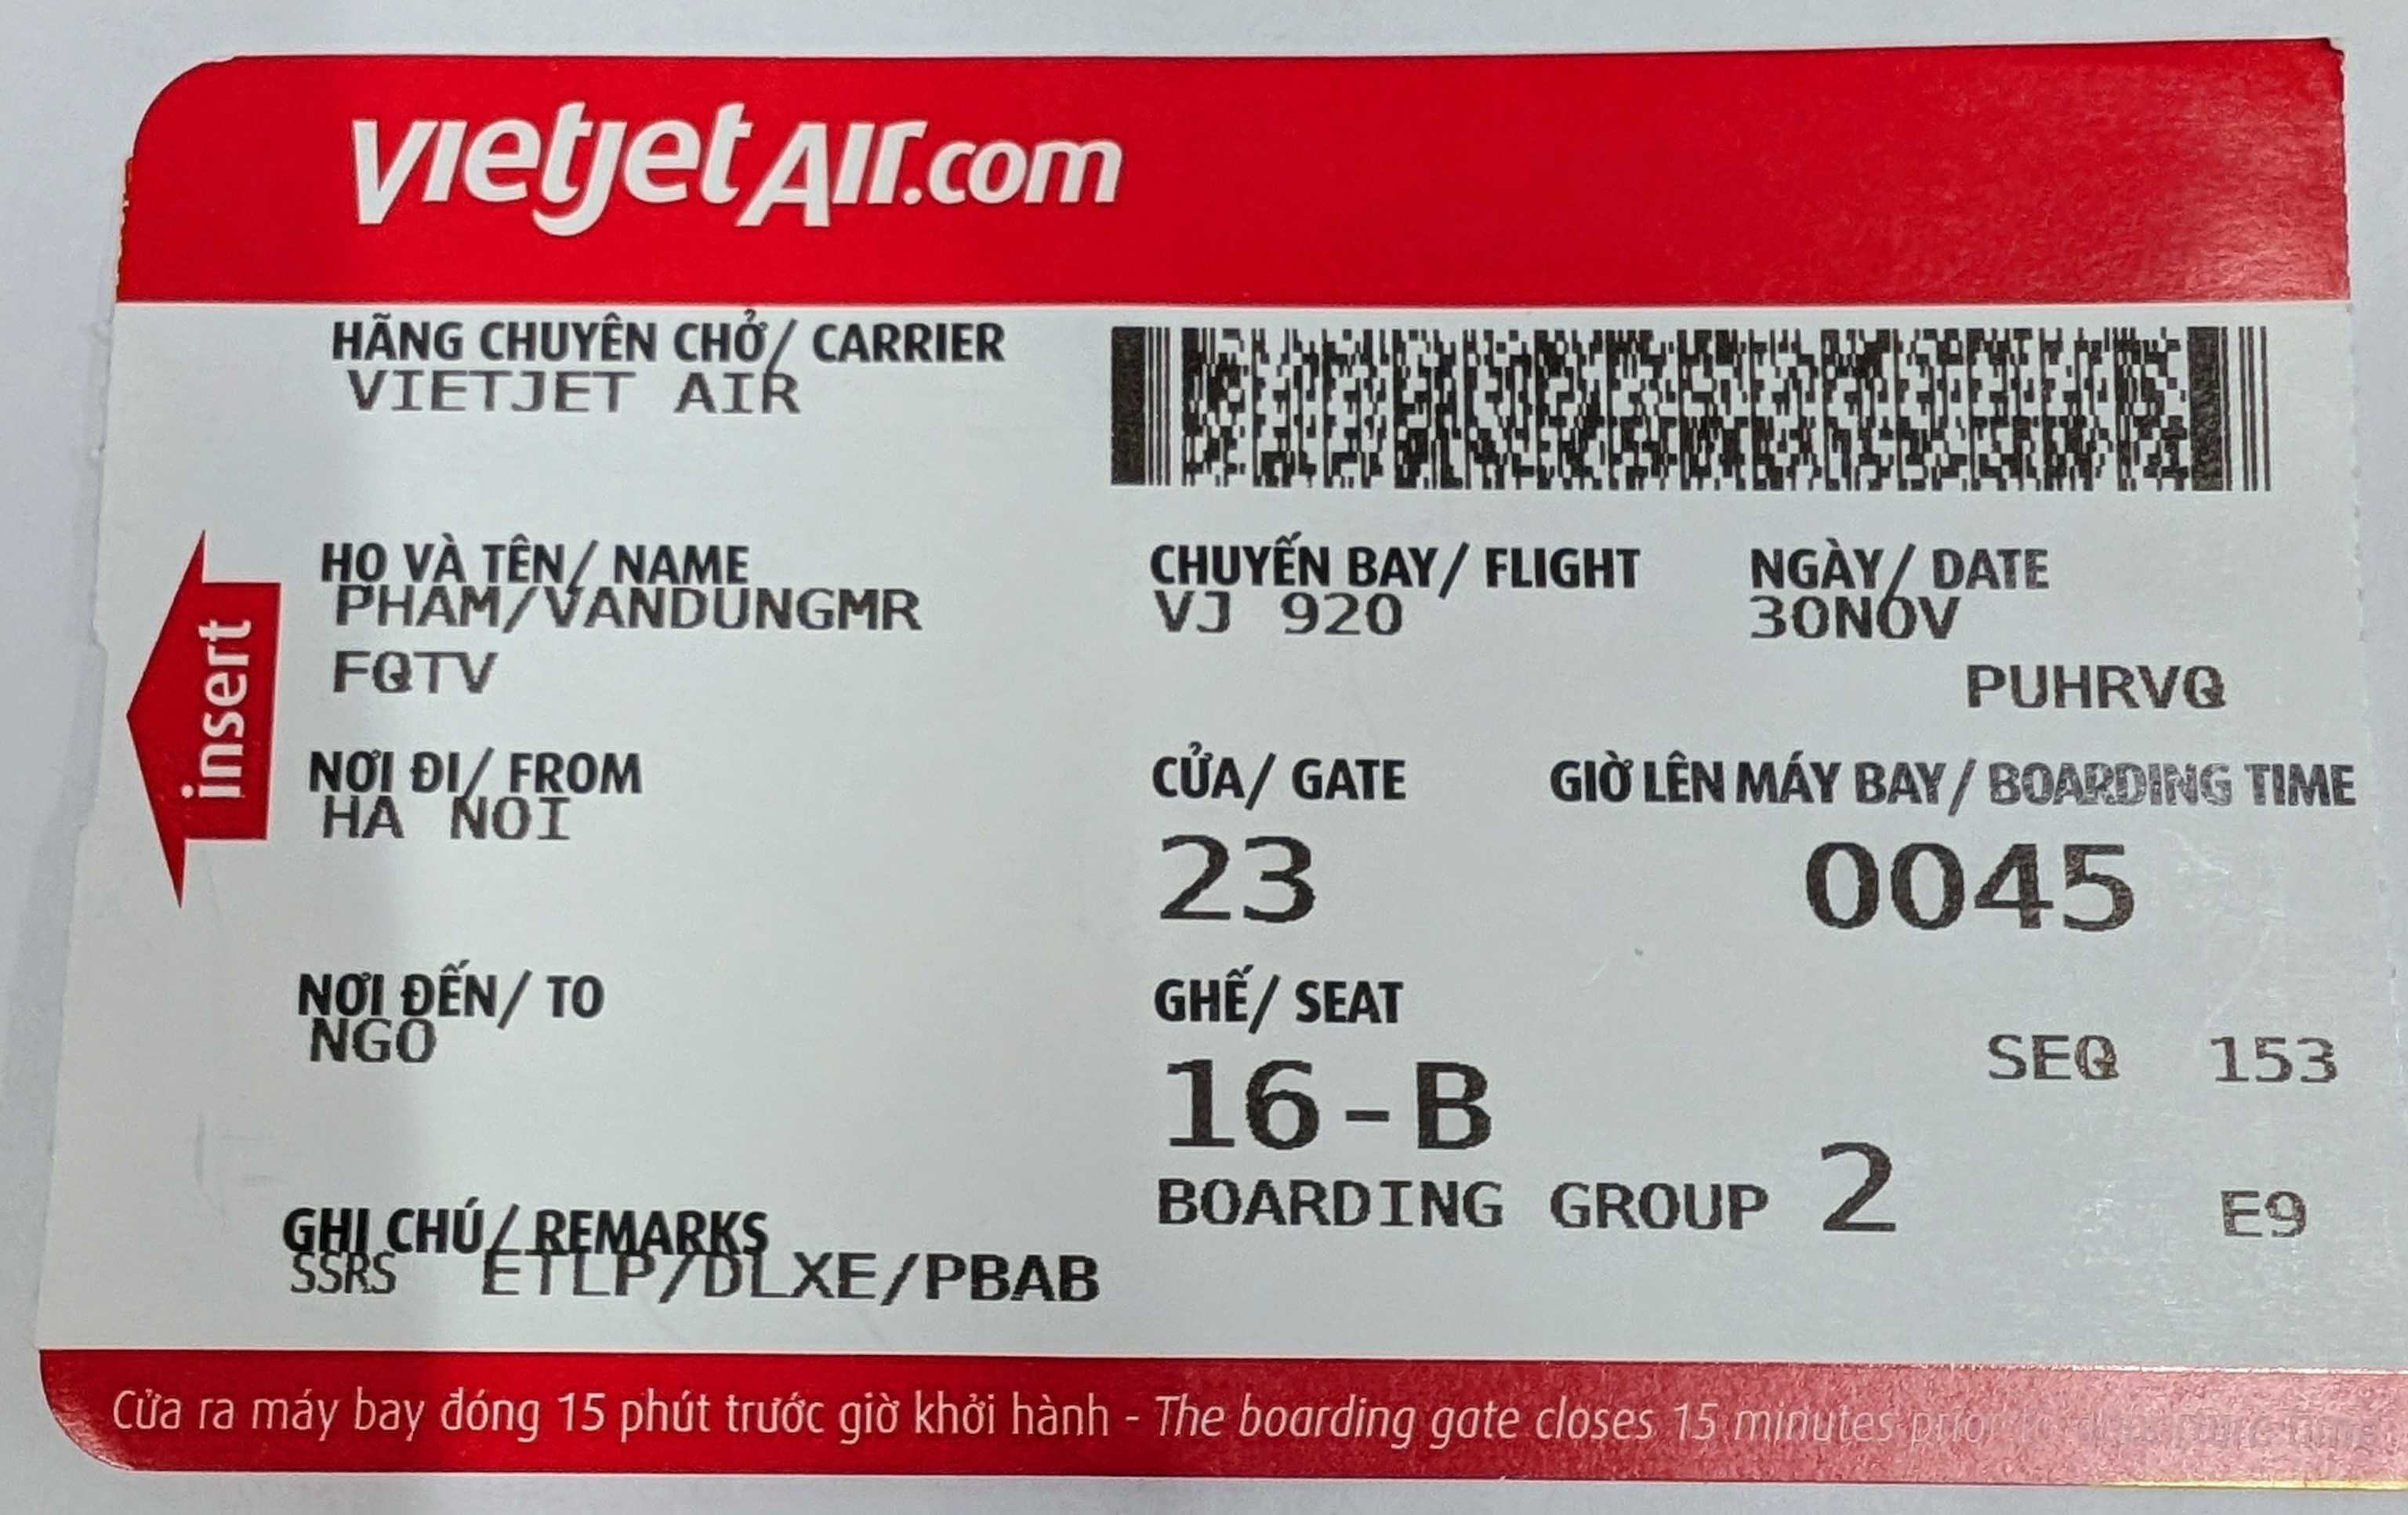 vietjetAir.com
HÃNG CHUYÊN CHỞ/ CARRIER
VIETJET AIR
insert
HỌ VÀ TÊN/ NAME
PHAM/VANDUNGMR
FQTV
CHUYẾN BAY/ FLIGHT
VJ 920
NGÀY/ DATE
30NOV
PUHRVQ
NƠI ĐI/ FROM
HA NOI
CỬA/ GATE
23
GIỜ LÊN MÁY BAY/ BOARDING TIME
0045
NƠI ĐẾN/ TO
NGO
GHẾ/ SEAT
16-B
SEQ 153
BOARDING GROUP 2
E9
GHI CHÚ/ REMARKS
SSRS ETLP/DLXE/PBAB
Cửa ra máy bay đóng 15 phút trước giờ khởi hành - The boarding gate closes 15 minutes prior to departure time